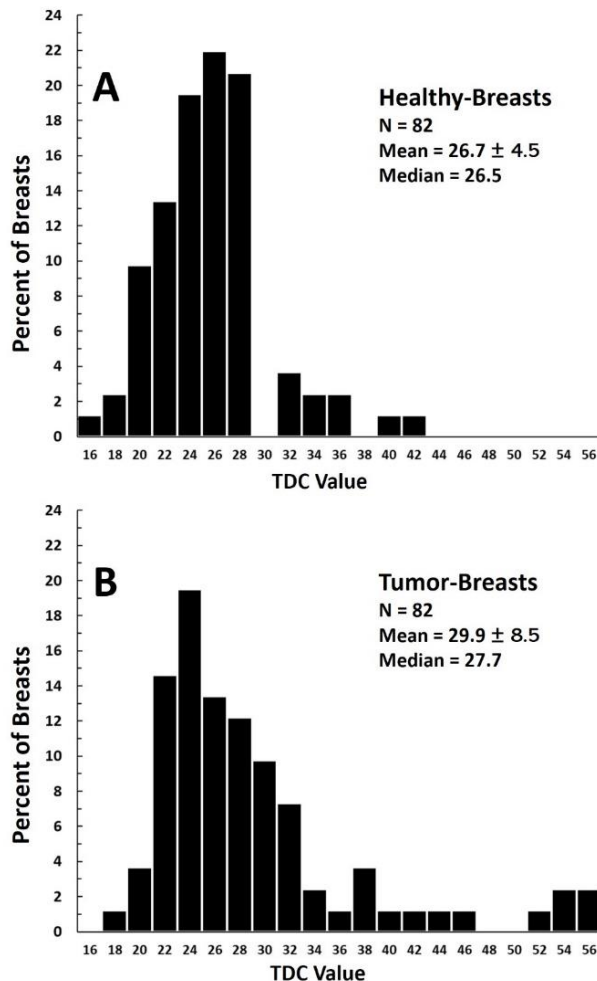 22
20
18
16
14
12
10
8
6
4
2
0
Percent of Breasts
A
Healthy-Breasts
N = 82
Mean = 26.7 ± 4.5
Median = 26.5
16 18 20 22 24 26 28 30 32 34 36 38 40 42 44 46 48 50 52 54 56
TDC Value
24
22
20
18
16
14
12
10
8
6
4
2
0
Percent of Breasts
B
Tumor-Breasts
N = 82
Mean = 29.9 ± 8.5
Median = 27.7
16 18 20 22 24 26 28 30 32 34 36 38 40 42 44 46 48 50 52 54 56
TDC Value